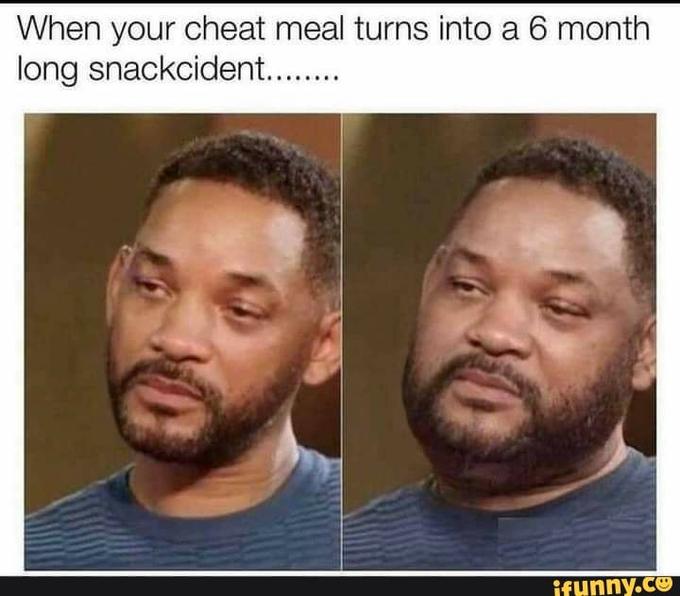 When your cheat meal turns into a 6 month
long snackcident........
ifunny.co